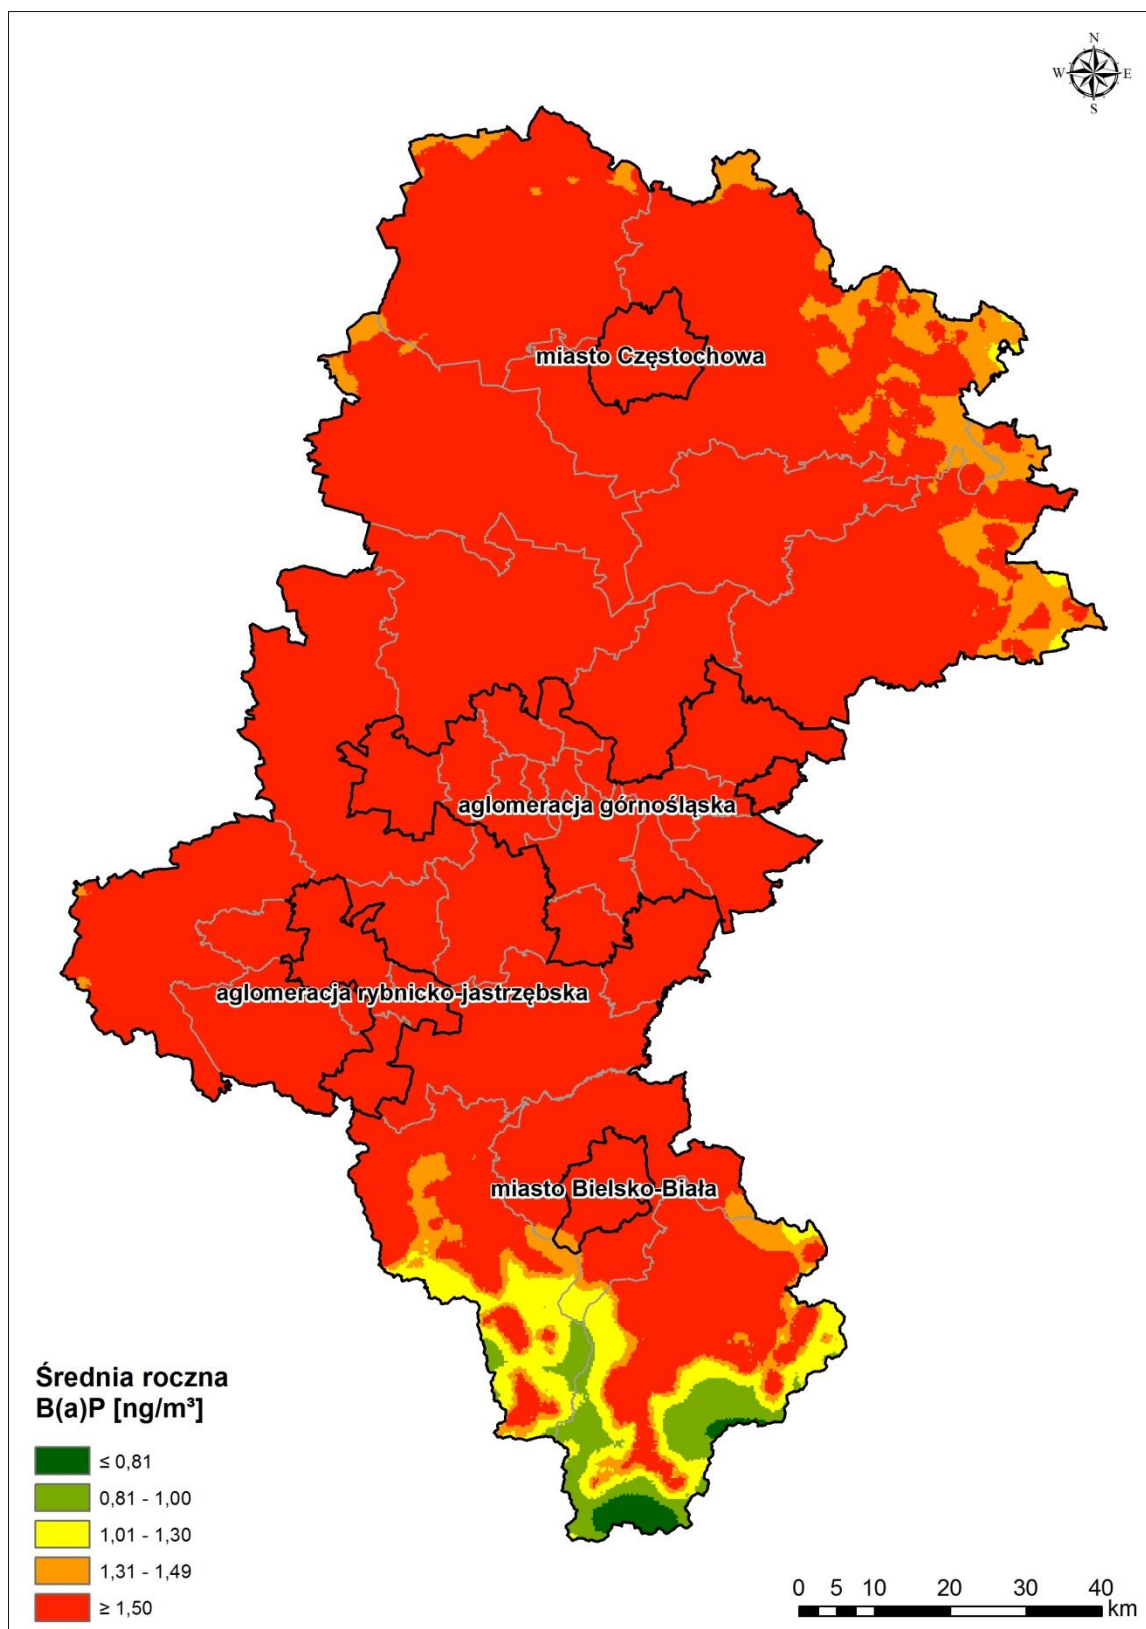 N
W E
S
miasto Częstochowa
aglomeracja górnośląska
aglomeracja rybnicko-jastrzębska
miasto Bielsko-Biała
Średnia roczna
B(a)P [ng/m³]
≤ 0,81
0,81 - 1,00
1,01 - 1,30
1,31 - 1,49
≥ 1,50
0 5 10 20 30 40
km